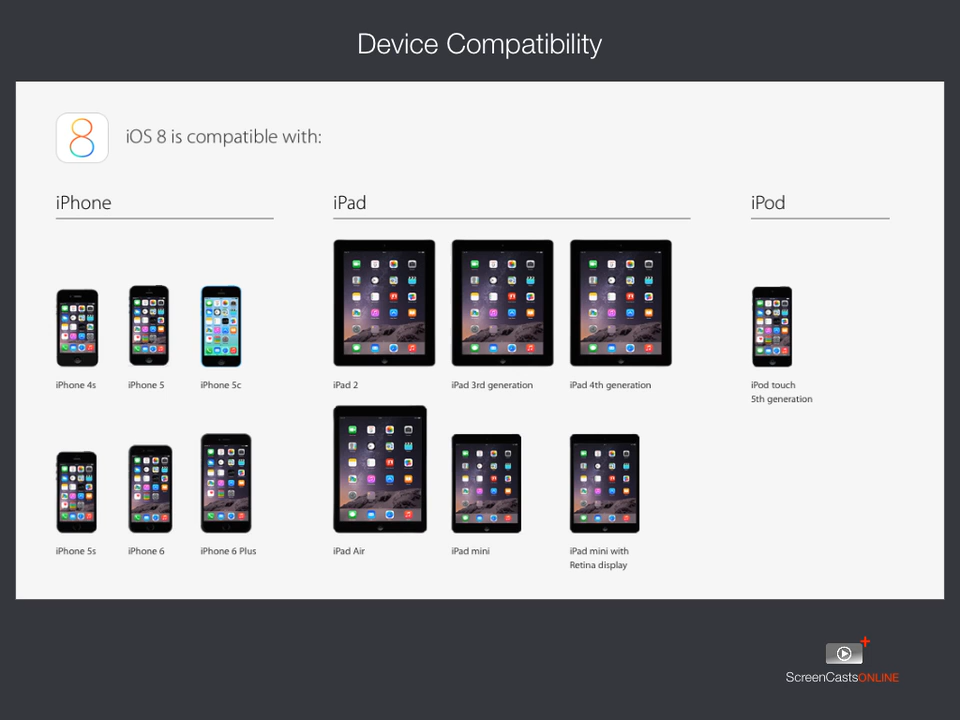 Device Compatibility
8
iOS 8 is compatible with:
iPhone
iPad
iPod
iPhone 4s
iPhone 5
iPhone 5c
iPad 2
iPad 3rd generation
iPad 4th generation
iPod touch
5th generation
iPhone 5s
iPhone 6
iPhone 6 Plus
iPad Air
iPad mini
iPad mini with
Retina display
ScreenCastsONLINE